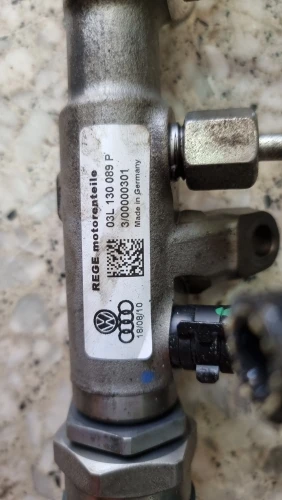 REGE motorenteile
03L 130 089 P
3/00000301
Made in Germany
18/08/10